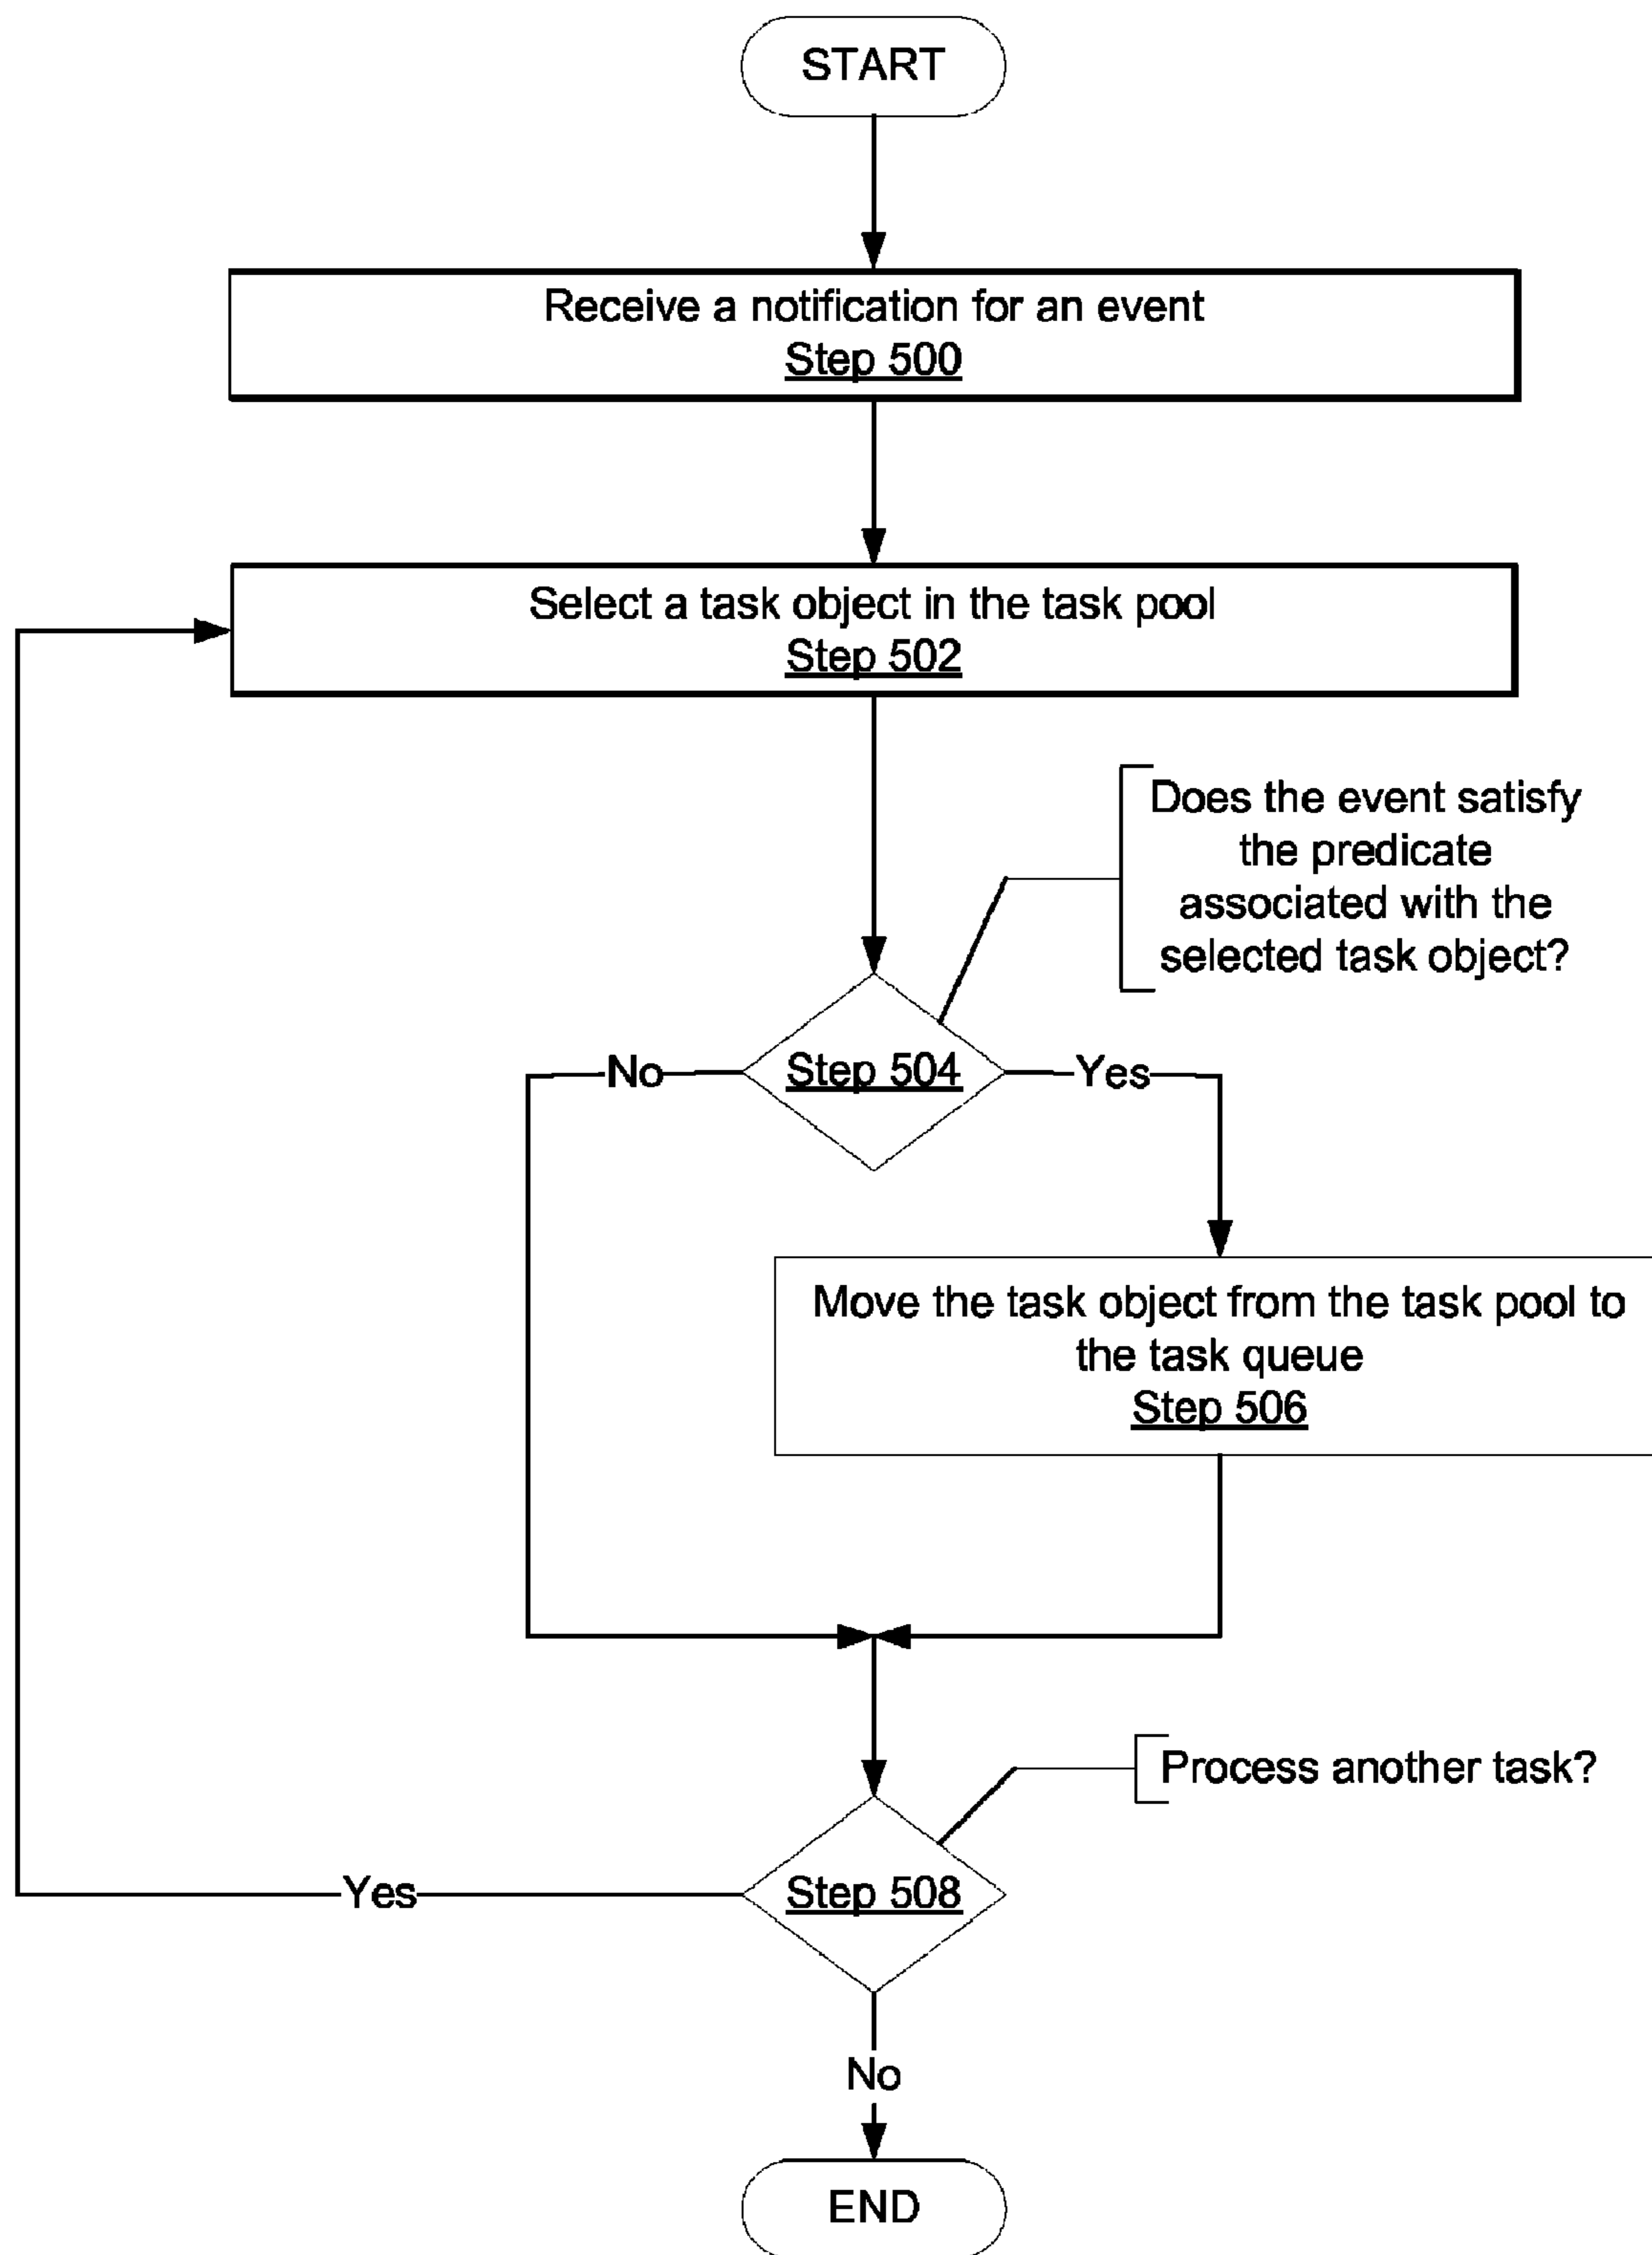 START
Receive a notification for an event
Step 500
Select a task object in the task pool
Step 502
Does the event satisfy
the predicate
associated with the
selected task object?
No
Step 504
Yes
Move the task object from the task pool to
the task queue
Step 506
Process another task?
Yes
Step 508
No
END